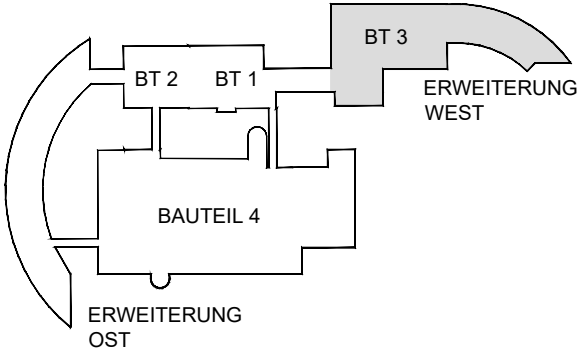 BT 3
BT 2
BT 1
ERWEITERUNG
WEST
BAUTEIL 4
ERWEITERUNG
OST